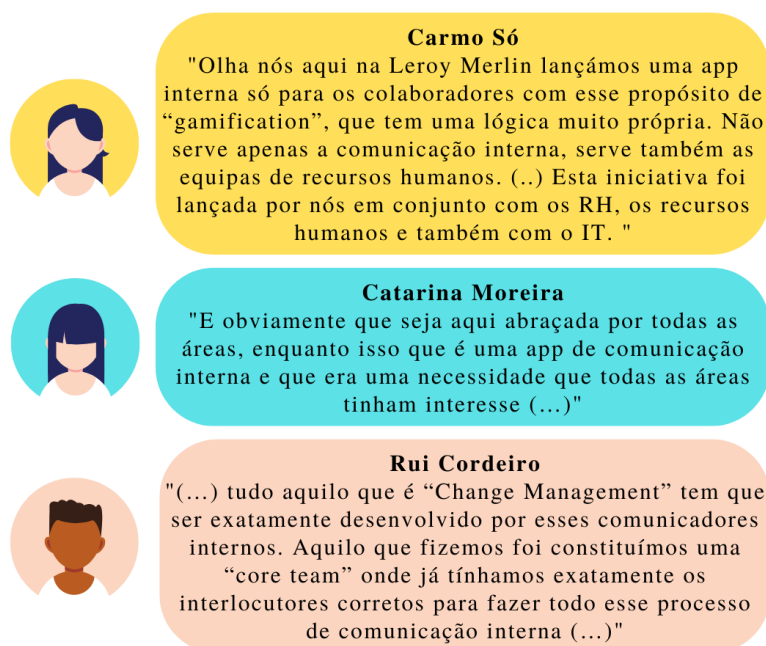 Carmo Só
"Olha nós aqui na Leroy Merlin lançámos uma app
interna só para os colaboradores com esse propósito de
“gamification”, que tem uma lógica muito própria. Não
serve apenas a comunicação interna, serve também as
equipas de recursos humanos. (..) Esta iniciativa foi
lançada por nós em conjunto com os RH, os recursos
humanos e também com o IT. "
Catarina Moreira
"E obviamente que seja aqui abraçada por todas as
áreas, enquanto isso que é uma app de comunicação
interna e que era uma necessidade que todas as áreas
tinham interesse (…)"
Rui Cordeiro
"(…) tudo aquilo que é “Change Management” tem que
ser exatamente desenvolvido por esses comunicadores
internos. Aquilo que fizemos foi constituímos uma
“core team” onde já tínhamos exatamente os
interlocutores corretos para fazer todo esse processo
de comunicação interna (…)"